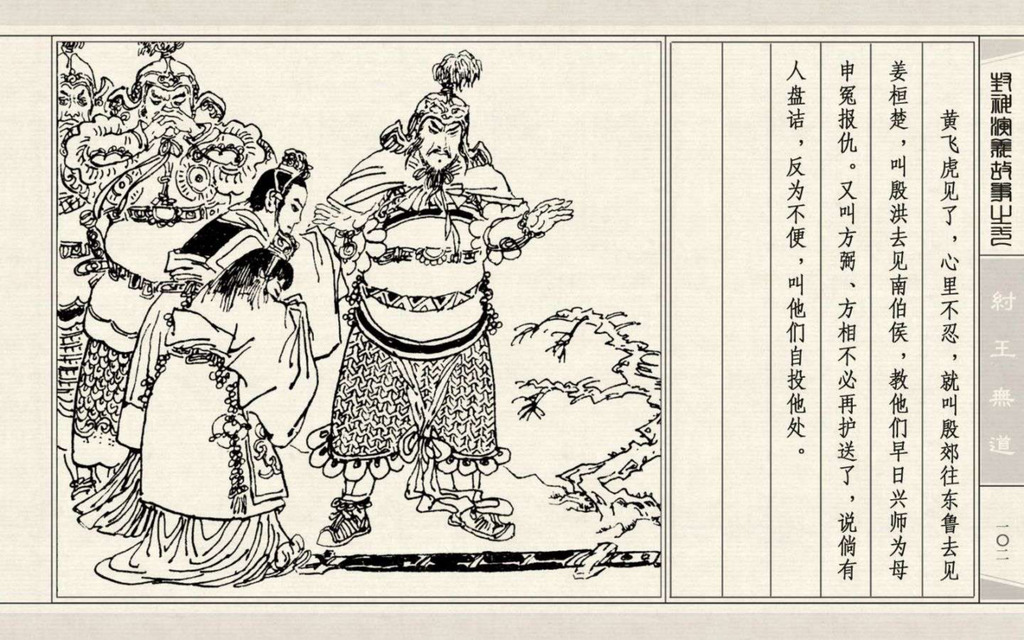 封神演义故事之三
紂王無道
一〇二
黄飞虎见了，心里不忍，就叫殷郊往东鲁去见
姜桓楚，叫殷洪去见南伯侯，教他们早日兴师为母
申冤报仇。又叫方弼、方相不必再护送了，说倘有
人盘诘，反为不便，叫他们自投他处。